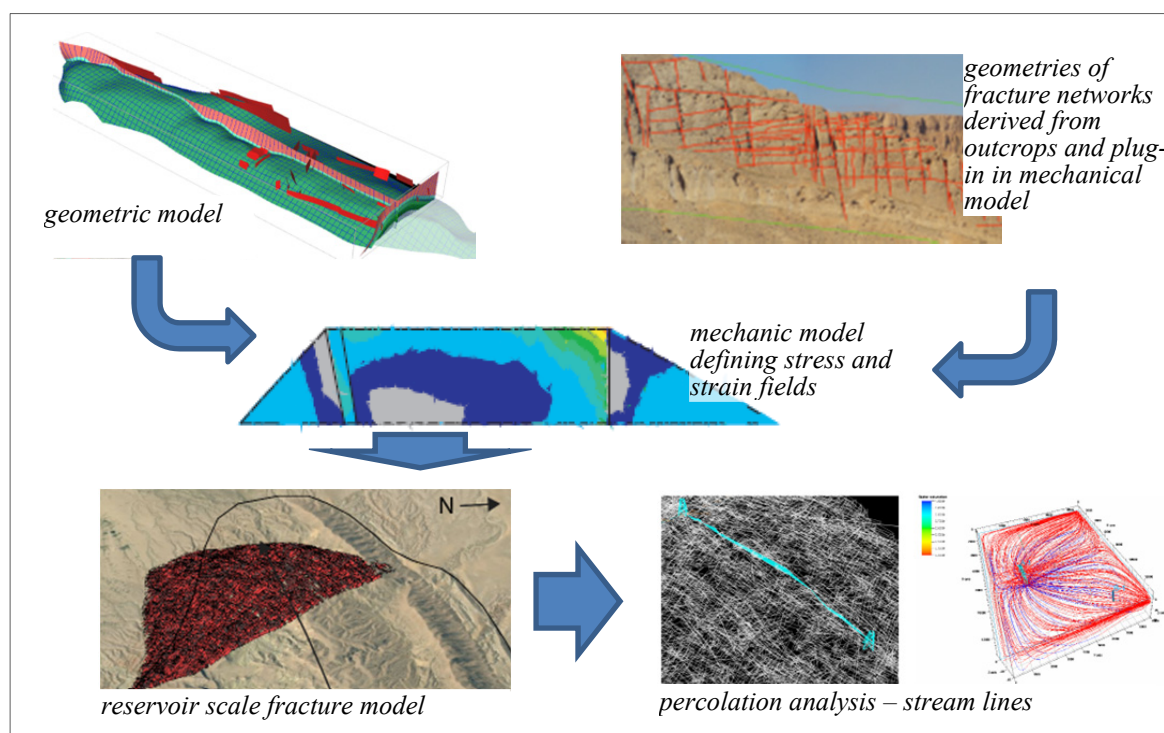 geometric model
geometries of
fracture networks
derived from
outcrops and plug-
in in mechanical
model
mechanic model
defining stress and
strain fields
N
reservoir scale fracture model
percolation analysis – stream lines